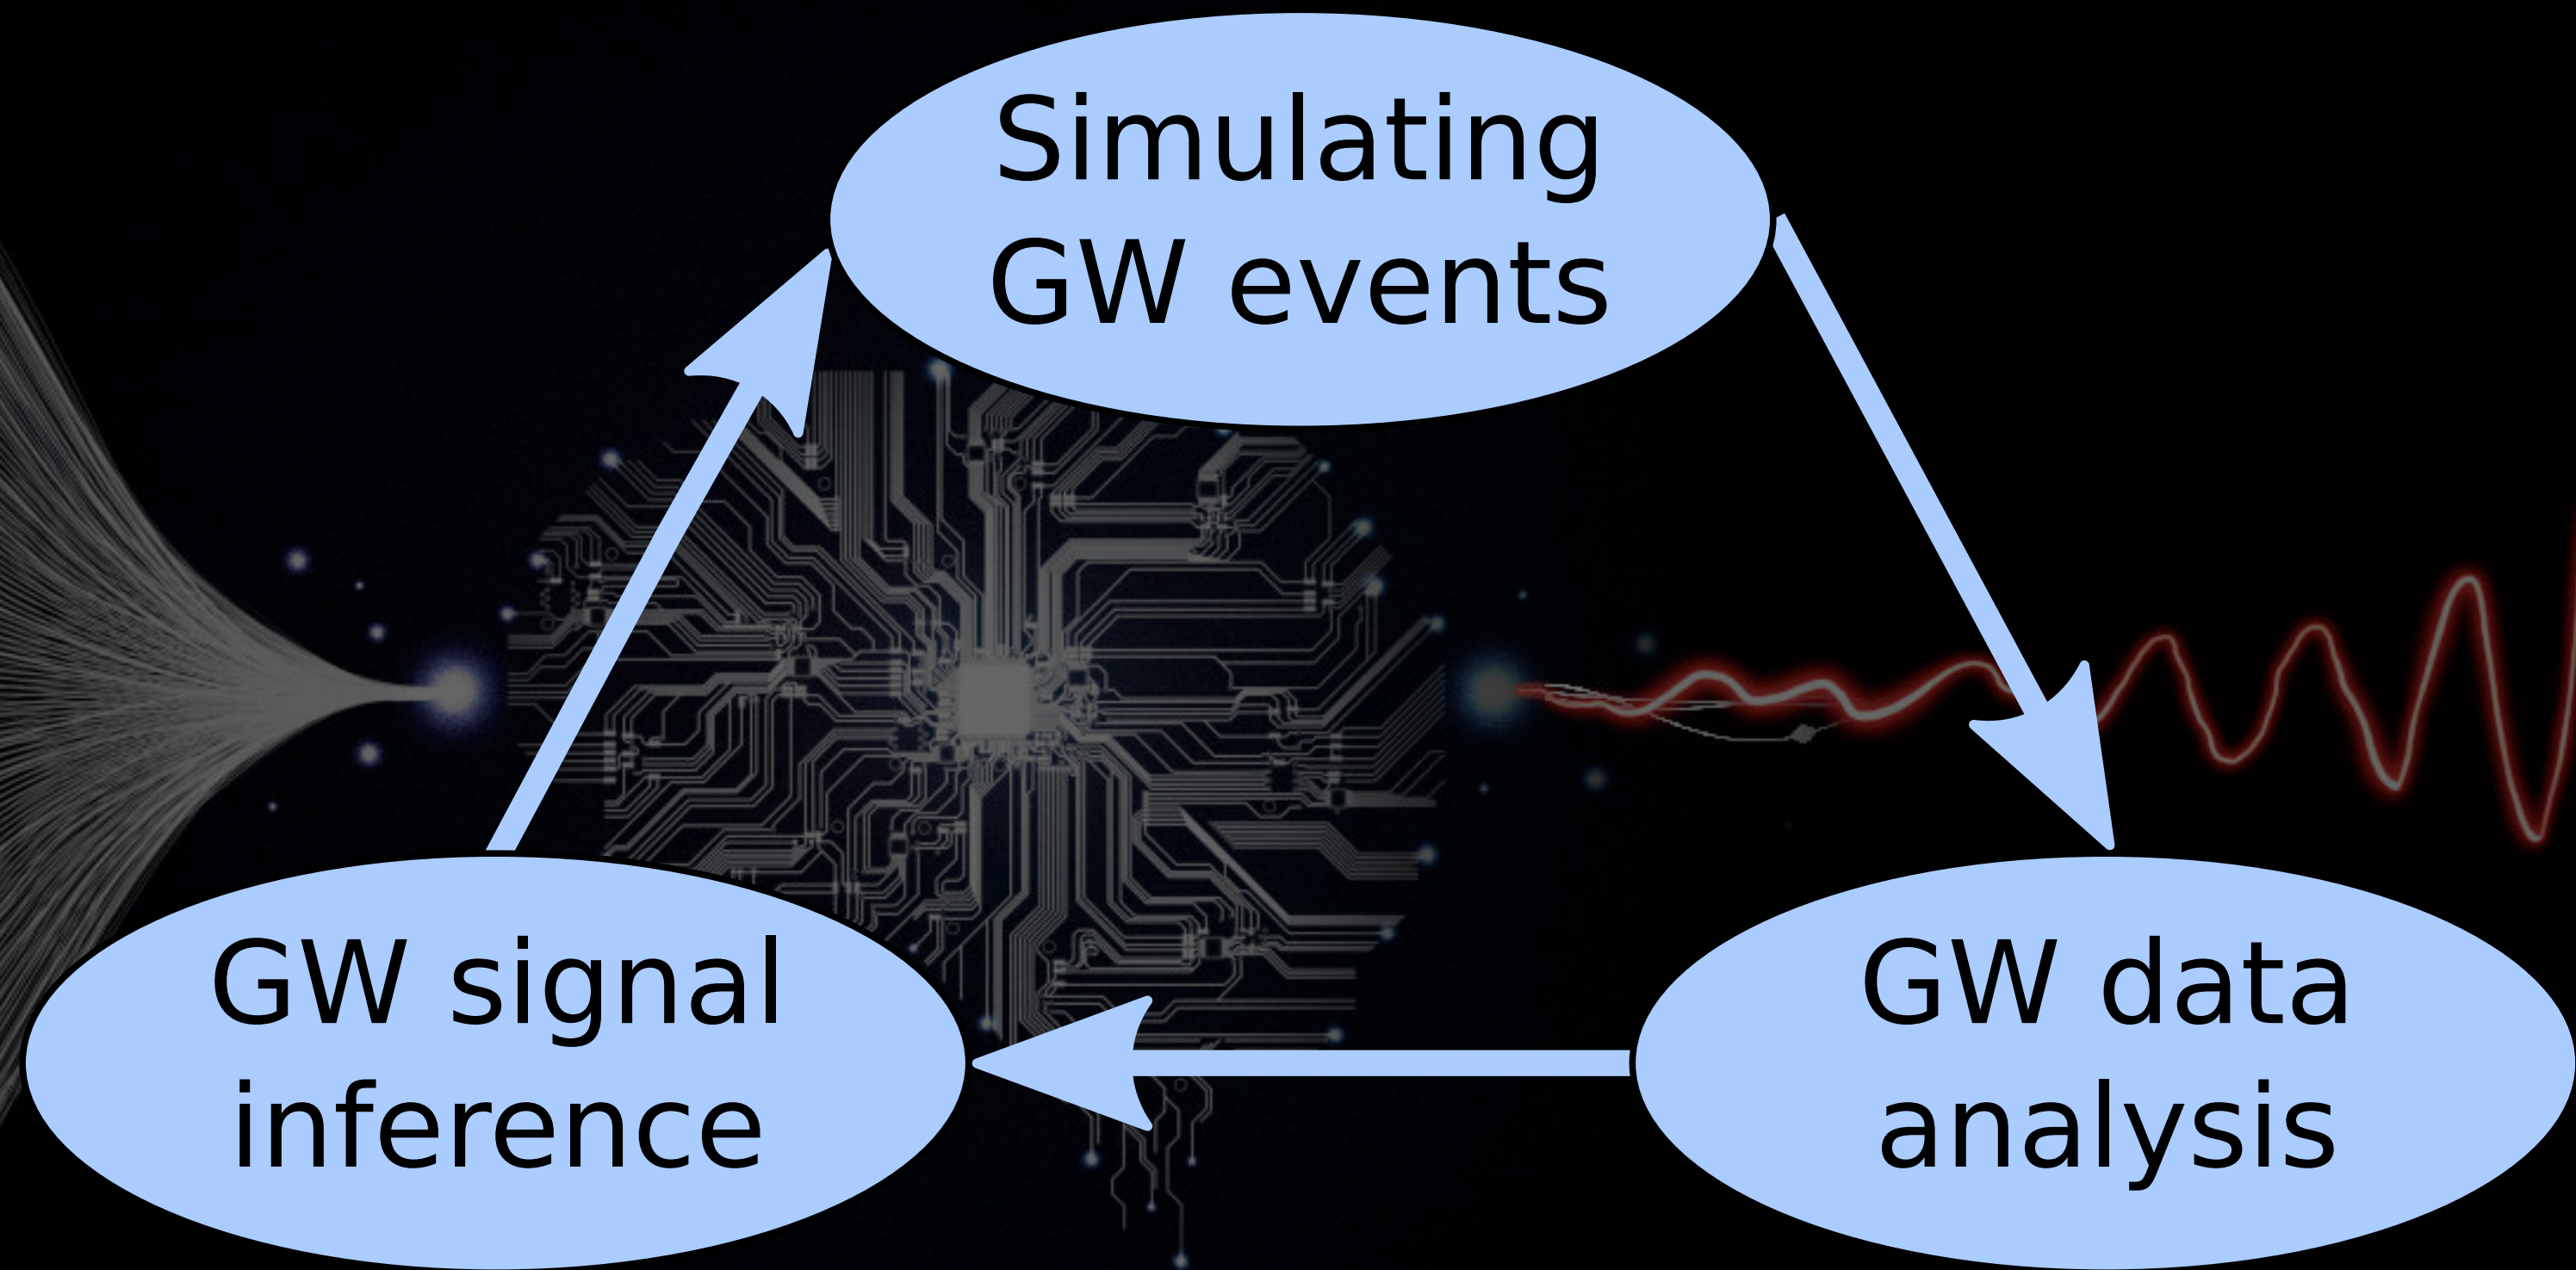 Simulating
GW events
GW signal
inference
GW data
analysis